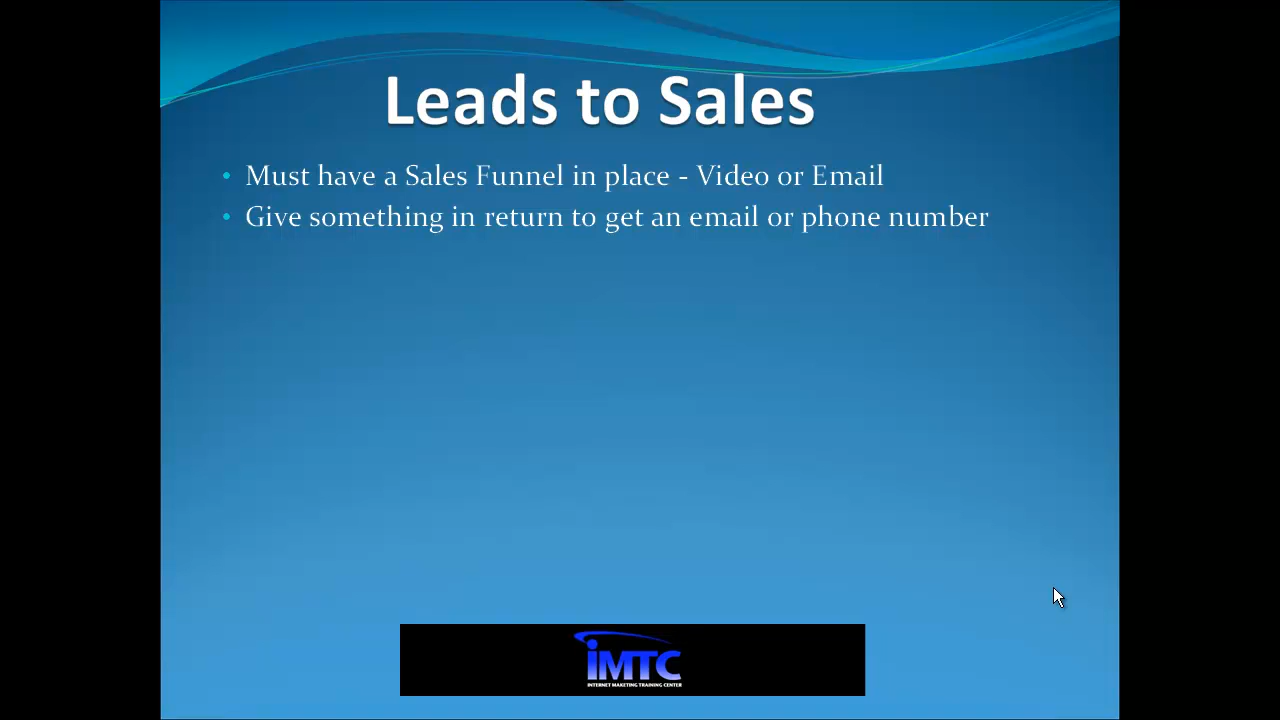 Leads to Sales
• Must have a Sales Funnel in place - Video or Email
• Give something in return to get an email or phone number
iMTC
INTERNET MAKETING TRAINING CENTER